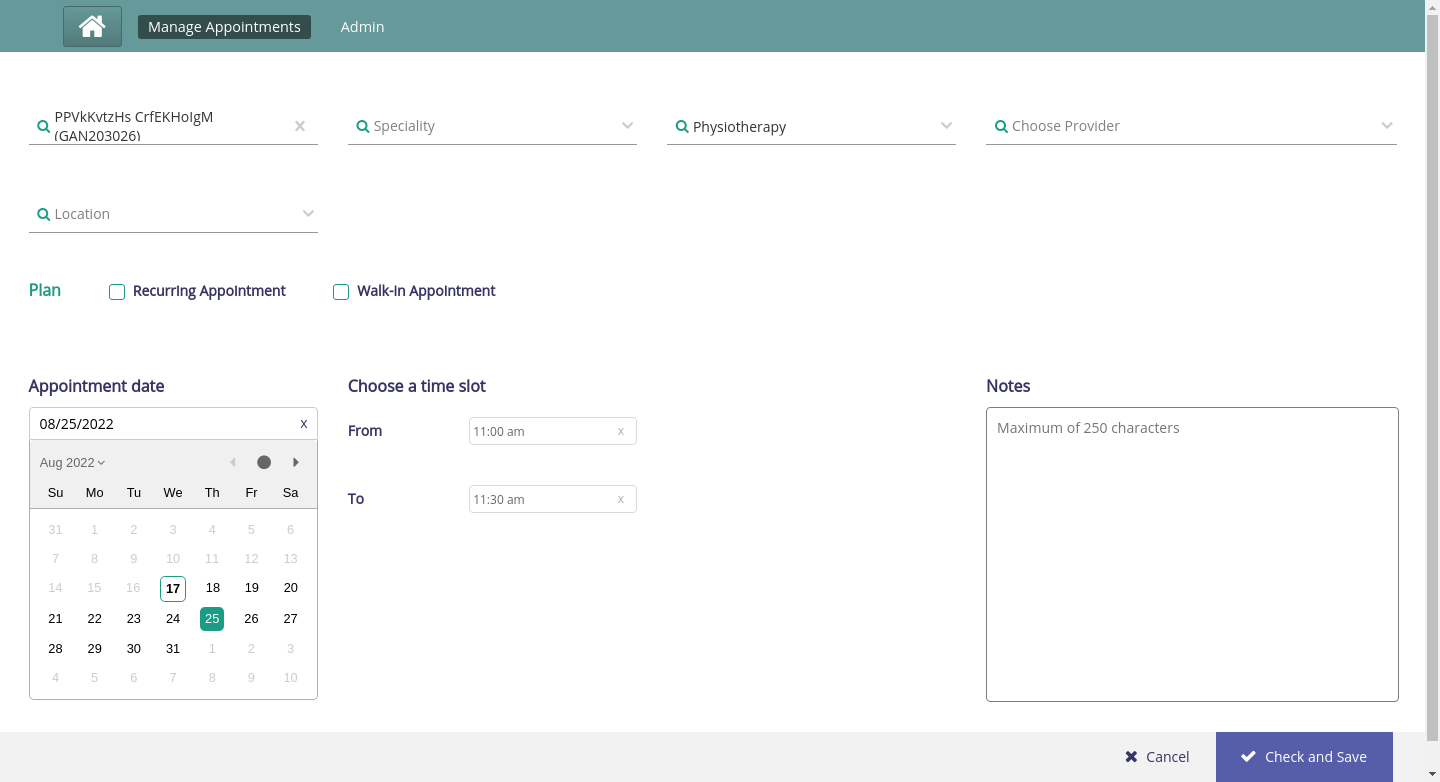 Manage Appointments Admin
PPVkKvtzHs CrfEKHoIgM
(GAN203026)
Speciality
Physiotherapy
Choose Provider
Location
Plan
Recurring Appointment
Walk-in Appointment
Appointment date
08/25/2022 x
Aug 2022
Su Mo Tu We Th Fr Sa
31 1 2 3 4 5 6
7 8 9 10 11 12 13
14 15 16 17 18 19 20
21 22 23 24 25 26 27
28 29 30 31 1 2 3
4 5 6 7 8 9 10
Choose a time slot
From 11:00 am x
To 11:30 am x
Notes
Maximum of 250 characters
Cancel
Check and Save